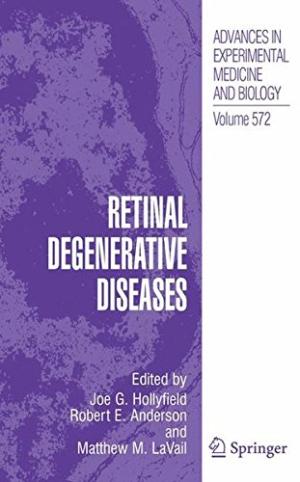 ADVANCES IN
EXPERIMENTAL
MEDICINE
AND BIOLOGY
Volume 572
RETINAL
DEGENERATIVE
DISEASES
Edited by
Joe G. Hollyfield
Robert E. Anderson
and
Matthew M. LaVail
Springer